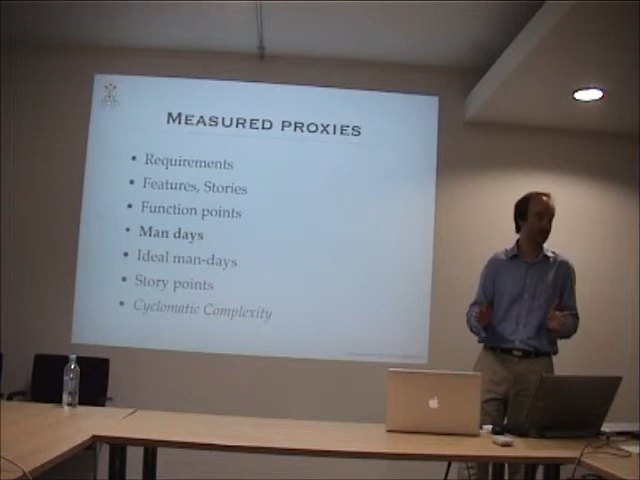 MEASURED PROXIES
• Requirements
• Features, Stories
• Function points
• Man days
• Ideal man-days
• Story points
• Cyclomatic Complexity